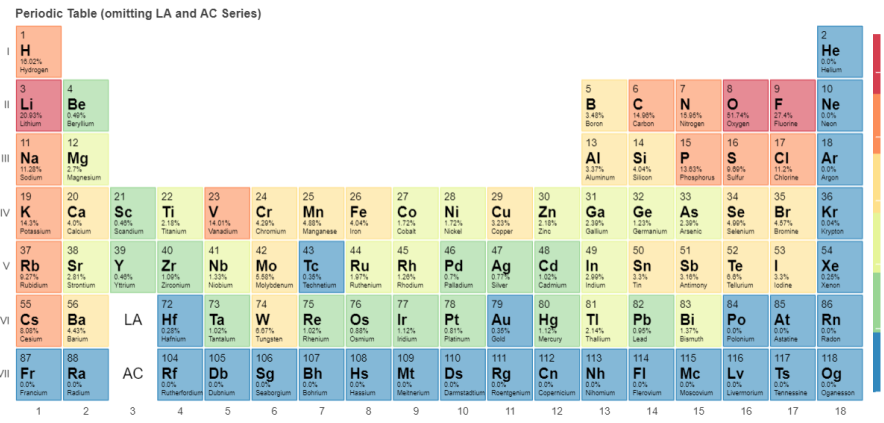 Periodic Table (omitting LA and AC Series)
1 2
I H He
16.02% 0.0%
Hydrogen Helium
3 4 5 6 7 8 9 10
II Li Be B C N O F Ne
20.93% 0.49% 3.48% 14.96% 15.95% 51.74% 27.4% 0.0%
Lithium Beryllium Boron Carbon Nitrogen Oxygen Fluorine Neon
11 12 13 14 15 16 17 18
III Na Mg Al Si P S Cl Ar
11.28% 2.7% 3.37% 4.04% 13.53% 9.59% 11.2% 0.0%
Sodium Magnesium Aluminum Silicon Phosphorus Sulfur Chlorine Argon
19 20 21 22 23 24 25 26 27 28 29 30 31 32 33 34 35 36
IV K Ca Sc Ti V Cr Mn Fe Co Ni Cu Zn Ga Ge As Se Br Kr
14.3% 4.0% 0.46% 2.18% 14.01% 4.29% 4.88% 4.04% 1.72% 1.72% 3.23% 2.18% 2.39% 1.23% 2.39% 4.99% 4.57% 0.04%
Potassium Calcium Scandium Titanium Vanadium Chromium Manganese Iron Cobalt Nickel Copper Zinc Gallium Germanium Arsenic Selenium Bromine Krypton
37 38 39 40 41 42 43 44 45 46 47 48 49 50 51 52 53 54
V Rb Sr Y Zr Nb Mo Tc Ru Rh Pd Ag Cd In Sn Sb Te I Xe
9.27% 2.81% 0.46% 1.09% 1.33% 5.58% 0.35% 1.97% 1.26% 0.7% 0.77% 1.02% 2.99% 3.3% 3.16% 6.6% 3.3% 0.25%
Rubidium Strontium Yttrium Zirconium Niobium Molybdenum Technetium Ruthenium Rhodium Palladium Silver Cadmium Indium Tin Antimony Tellurium Iodine Xenon
55 56 72 73 74 75 76 77 78 79 80 81 82 83 84 85 86
VI Cs Ba LA Hf Ta W Re Os Ir Pt Au Hg Tl Pb Bi Po At Rn
8.08% 4.43% 0.28% 1.02% 6.67% 1.02% 0.88% 1.12% 0.81% 0.35% 1.12% 2.14% 0.95% 1.37% 0.0% 0.0% 0.0%
Cesium Barium Hafnium Tantalum Tungsten Rhenium Osmium Iridium Platinum Gold Mercury Thallium Lead Bismuth Polonium Astatine Radon
87 88 104 105 106 107 108 109 110 111 112 113 114 115 116 117 118
VII Fr Ra AC Rf Db Sg Bh Hs Mt Ds Rg Cn Nh Fl Mc Lv Ts Og
0.0% 0.0% 0.0% 0.0% 0.0% 0.0% 0.0% 0.0% 0.0% 0.0% 0.0% 0.0% 0.0% 0.0% 0.0% 0.0% 0.0%
Francium Radium Rutherfordium Dubnium Seaborgium Bohrium Hassium Meitnerium Darmstadtium Roentgenium Copernicium Nihomium Flerovium Moscovium Livermorium Tennessine Oganesson
1 2 3 4 5 6 7 8 9 10 11 12 13 14 15 16 17 18